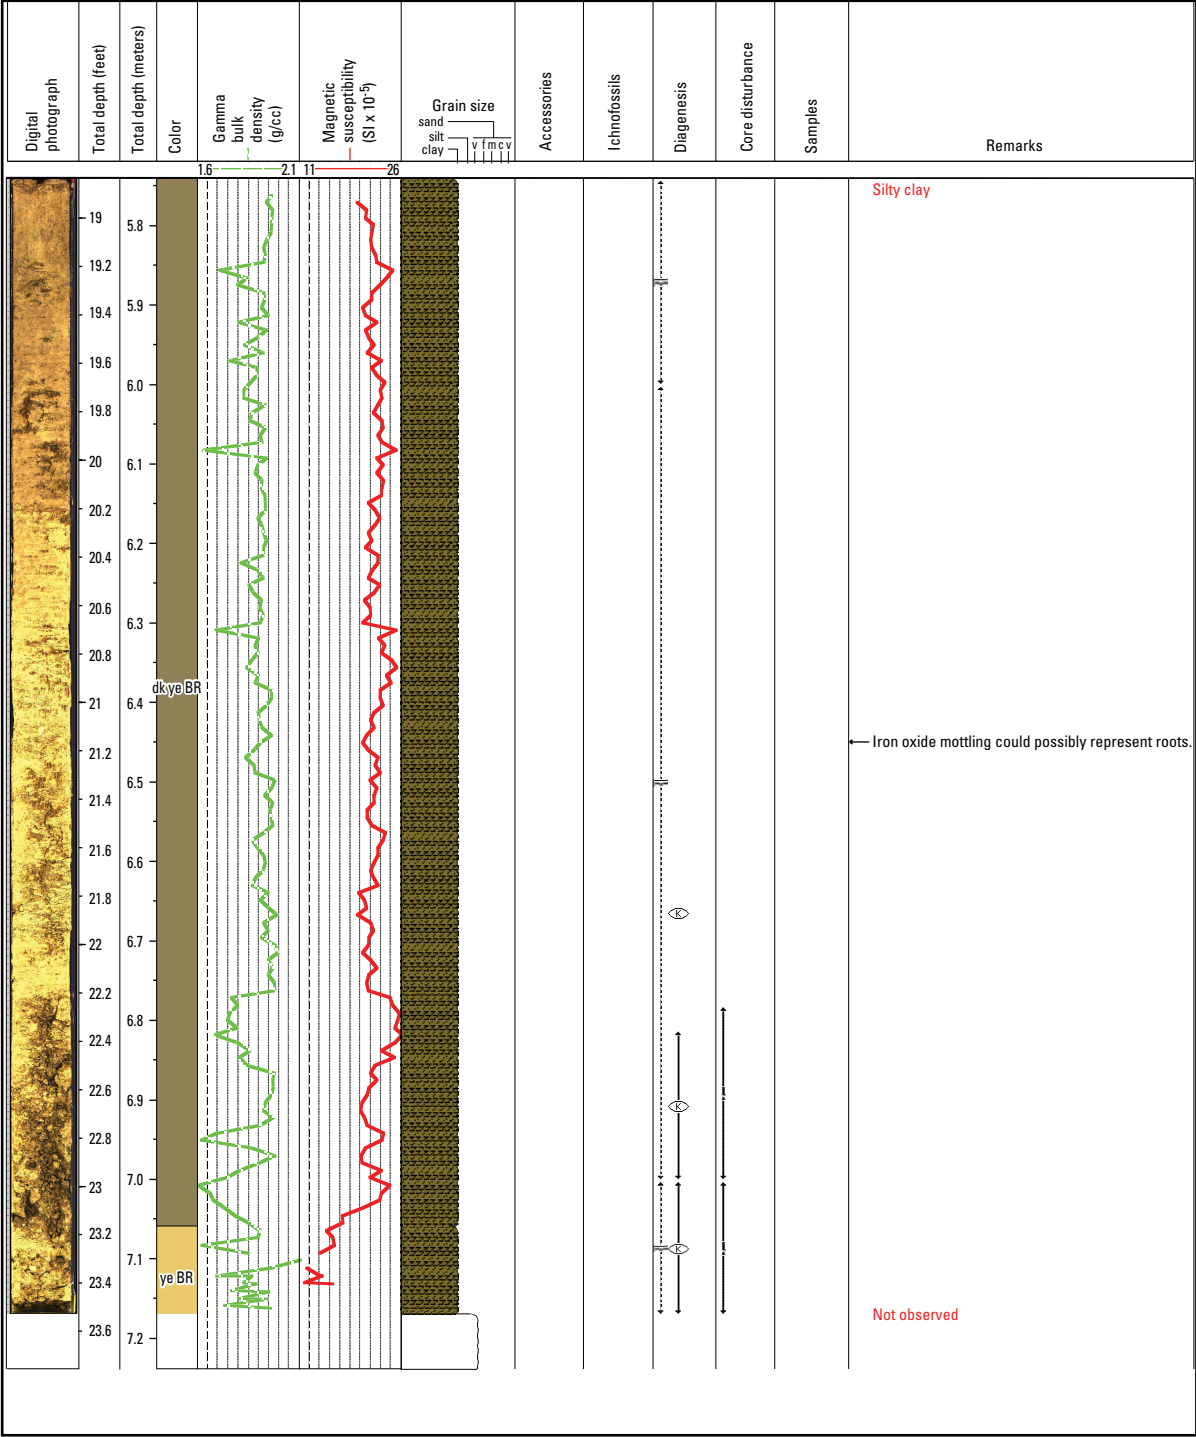 Digital
photograph
Total depth (feet)
Total depth (meters)
Color
Gamma
bulk
density
(g/cc)
Magnetic
susceptibility
(SI x 10-5)
Grain size
sand
silt
clay
v f m c v
Accessories
Ichnofossils
Diagenesis
Core disturbance
Samples
Remarks
1.6 2.1 11 26
Silty clay
19
5.8
19.2
5.9
19.4
19.6
6.0
19.8
20
6.1
20.2
6.2
20.4
20.6
6.3
20.8
dk ye BR
21
6.4
Iron oxide mottling could possibly represent roots.
21.2
6.5
21.4
21.6
6.6
21.8
K
22
6.7
22.2
6.8
22.4
22.6
6.9
K
22.8
7.0
23
23.2
K
7.1
ye BR
23.4
Not observed
23.6
7.2